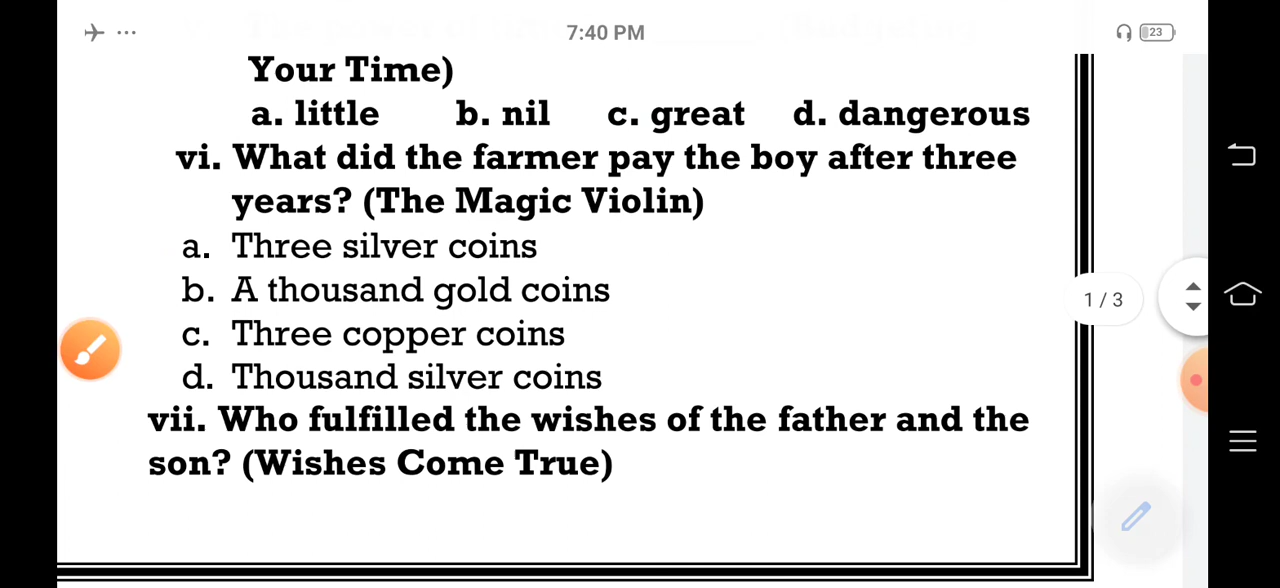 7:40 PM
23
Your Time)
a. little b. nil c. great d. dangerous
vi. What did the farmer pay the boy after three
years? (The Magic Violin)
a. Three silver coins
b. A thousand gold coins
1 / 3
c. Three copper coins
d. Thousand silver coins
vii. Who fulfilled the wishes of the father and the
son? (Wishes Come True)